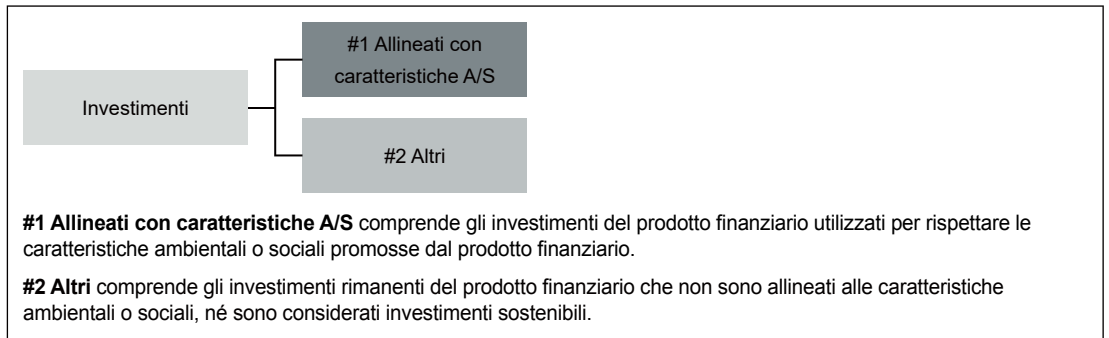 #1 Allineati con
caratteristiche A/S
Investimenti
#2 Altri
#1 Allineati con caratteristiche A/S comprende gli investimenti del prodotto finanziario utilizzati per rispettare le
caratteristiche ambientali o sociali promosse dal prodotto finanziario.
#2 Altri comprende gli investimenti rimanenti del prodotto finanziario che non sono allineati alle caratteristiche
ambientali o sociali, né sono considerati investimenti sostenibili.